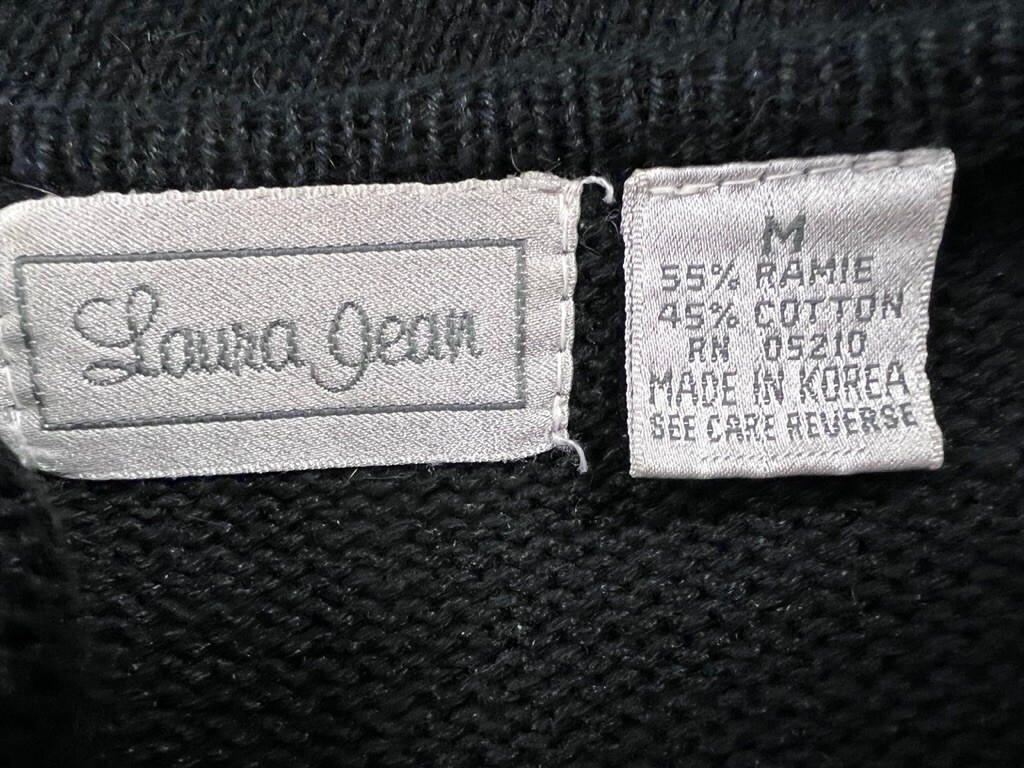 Laura Jean
M
55% RAMIE
45% COTTON
RN 05210
MADE IN KOREA
SEE CARE REVERSE